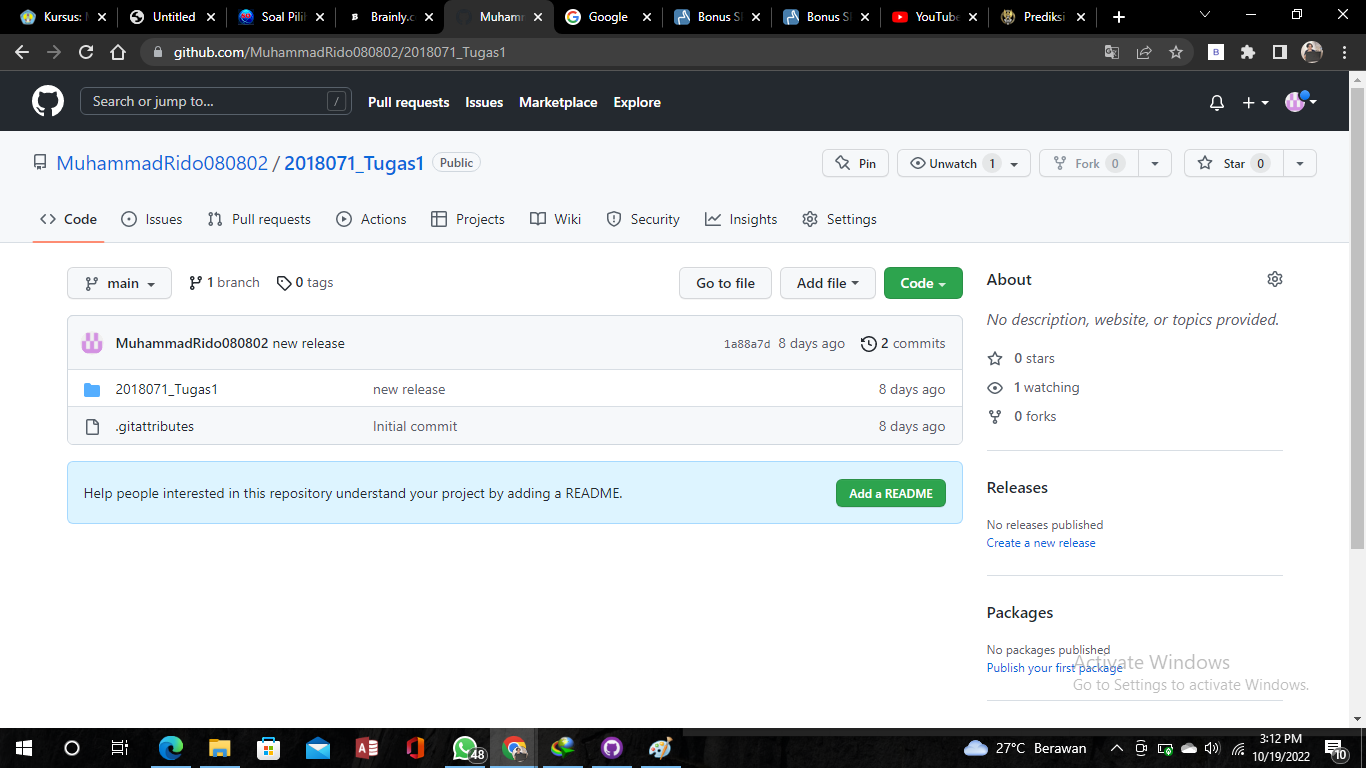 Kursus: M
Untitled
Soal Pili
Brainly.c
Muhamm
Google
Bonus S
Bonus S
YouTube
Prediksi
github.com/MuhammadRido080802/2018071_Tugas1
Search or jump to... /
Pull requests Issues Marketplace Explore
MuhammadRido080802 / 2018071_Tugas1 Public
Pin
Unwatch 1
Fork 0
Star 0
Code Issues Pull requests Actions Projects Wiki Security Insights Settings
main 1 branch 0 tags
Go to file Add file Code
MuhammadRido080802 new release 1a88a7d 8 days ago 2 commits
2018071_Tugas1 new release 8 days ago
.gitattributes Initial commit 8 days ago
Help people interested in this repository understand your project by adding a README. Add a README
About
No description, website, or topics provided.
0 stars
1 watching
0 forks
Releases
No releases published
Create a new release
Packages
No packages published
Publish your first package
Activate Windows
Go to Settings to activate Windows.
48
27°C Berawan
3:12 PM
10/19/2022
10